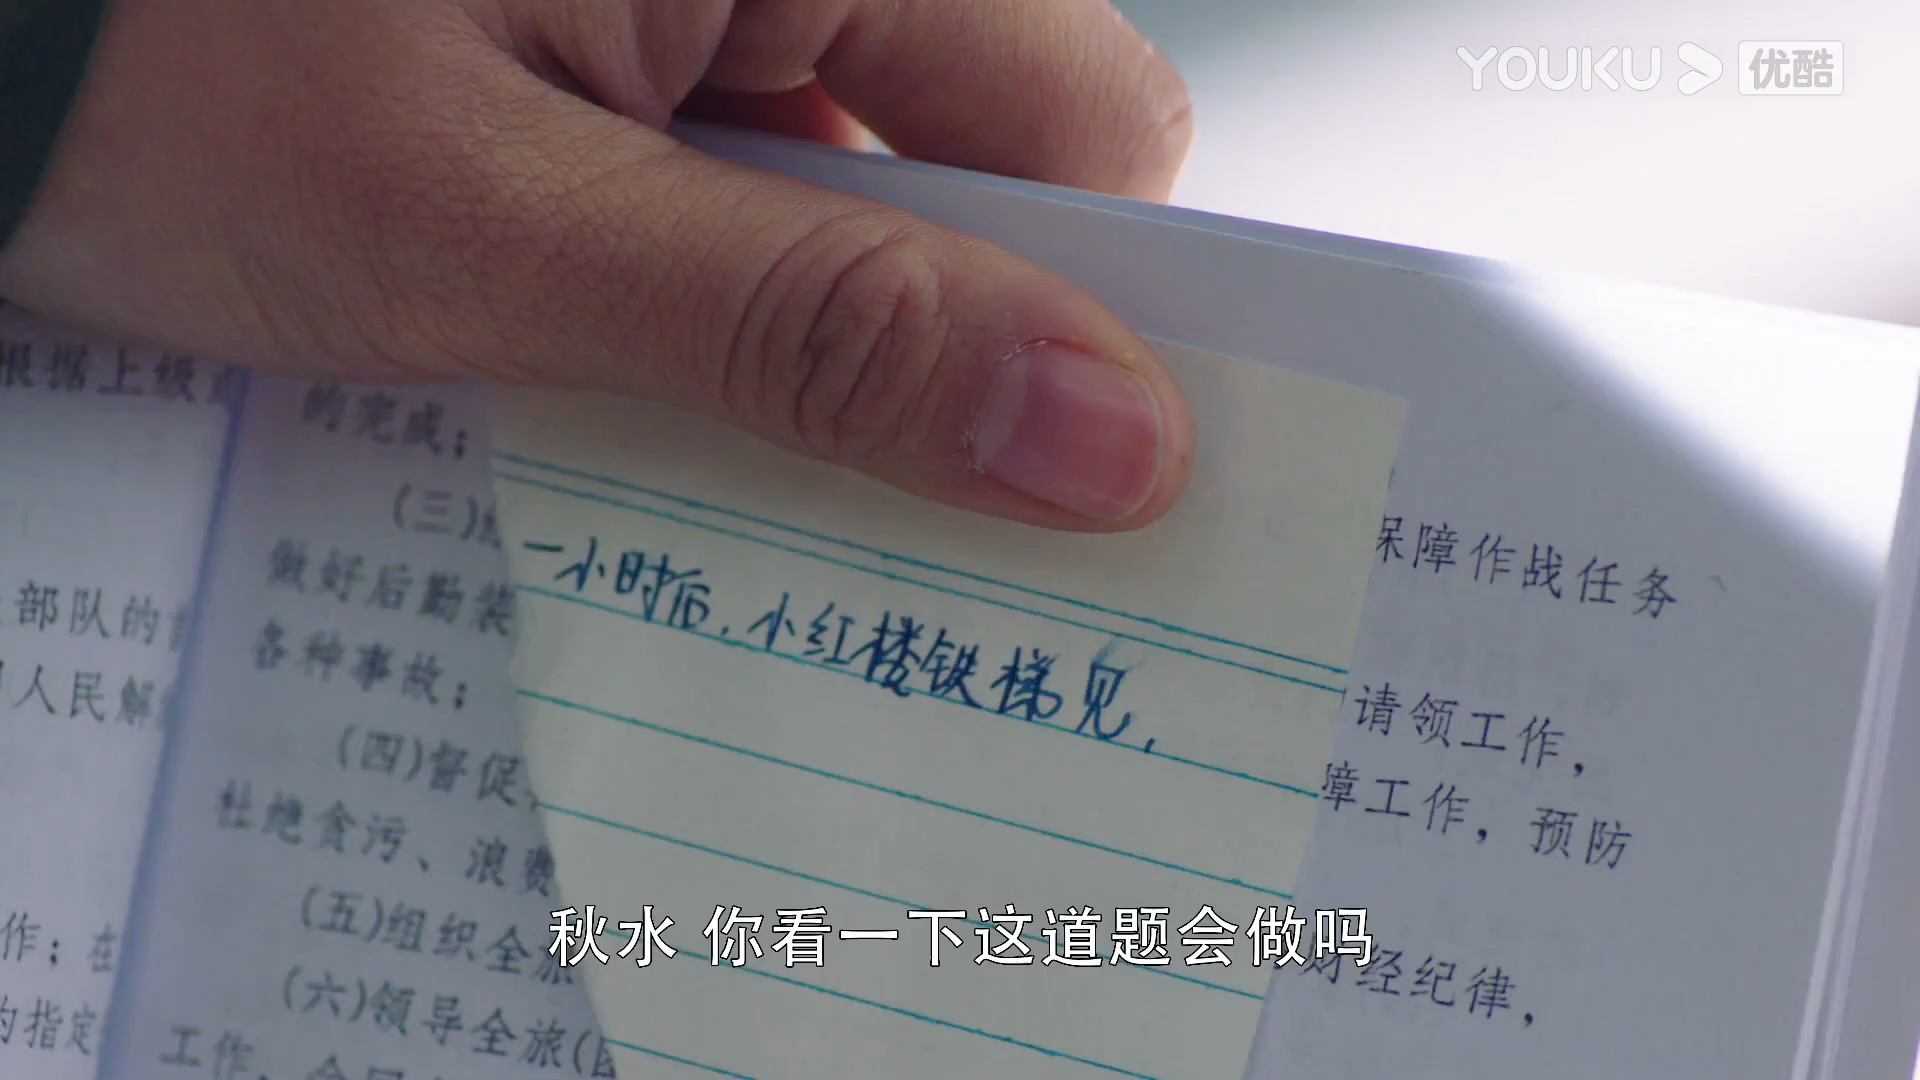 YOUKU 优酷
根据上级
的完成；
(三)
保障作战任务
做好后勤装
请领工作，
各种事故；
障工作，预防
(四)督促
杜绝贪污、浪费
财经纪律，
(五)组织全旅
(六)领导全旅(团
工作、
部队的
人民解
作；在
的指定
一小时后，小红楼铁梯见，
秋水 你看一下这道题会做吗